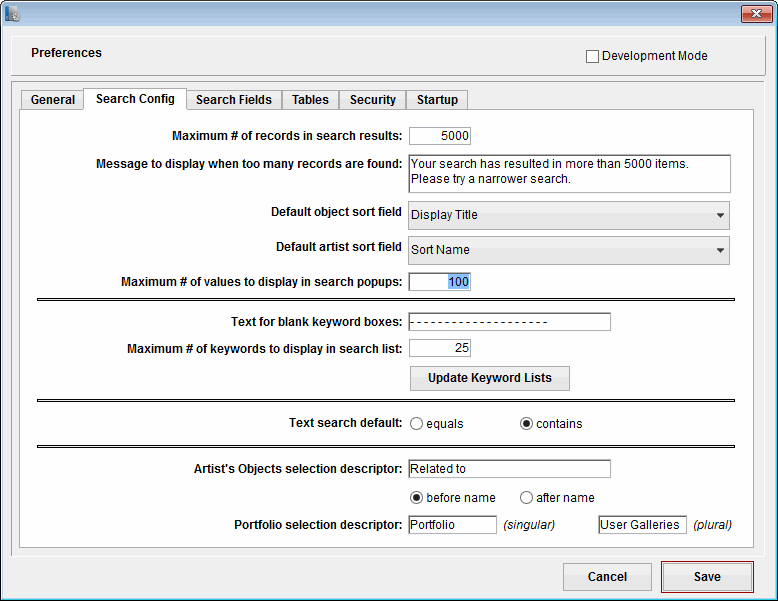 Preferences
Development Mode
General Search Config Search Fields Tables Security Startup
Maximum # of records in search results: 5000
Message to display when too many records are found: Your search has resulted in more than 5000 items.
Please try a narrower search.
Default object sort field Display Title
Default artist sort field Sort Name
Maximum # of values to display in search popups: 100
Text for blank keyword boxes: - - - - - - - - - - - - - - - - - - - -
Maximum # of keywords to display in search list: 25
Update Keyword Lists
Text search default: equals contains
Artist's Objects selection descriptor: Related to
before name after name
Portfolio selection descriptor: Portfolio (singular) User Galleries (plural)
Cancel Save